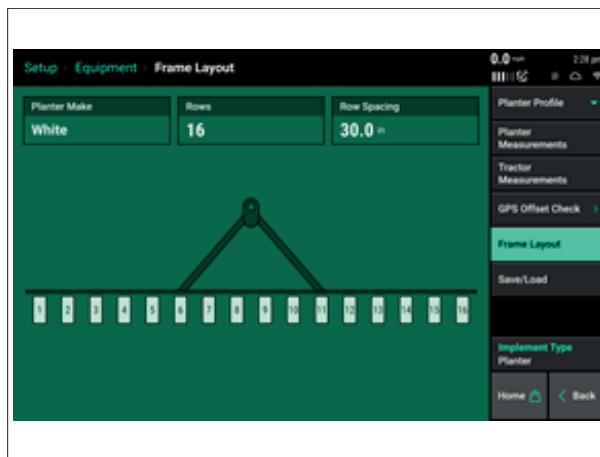 Setup Equipment Frame Layout
0.0 mph 2:28 pm
Planter Make
White
Rows
16
Row Spacing
30.0 in
1 2 3 4 5 6 7 8 9 10 11 12 13 14 15 16
Planter Profile
Planter
Measurements
Tractor
Measurements
GPS Offset Check
Frame Layout
Save/Load
Implement Type
Planter
Home
Back